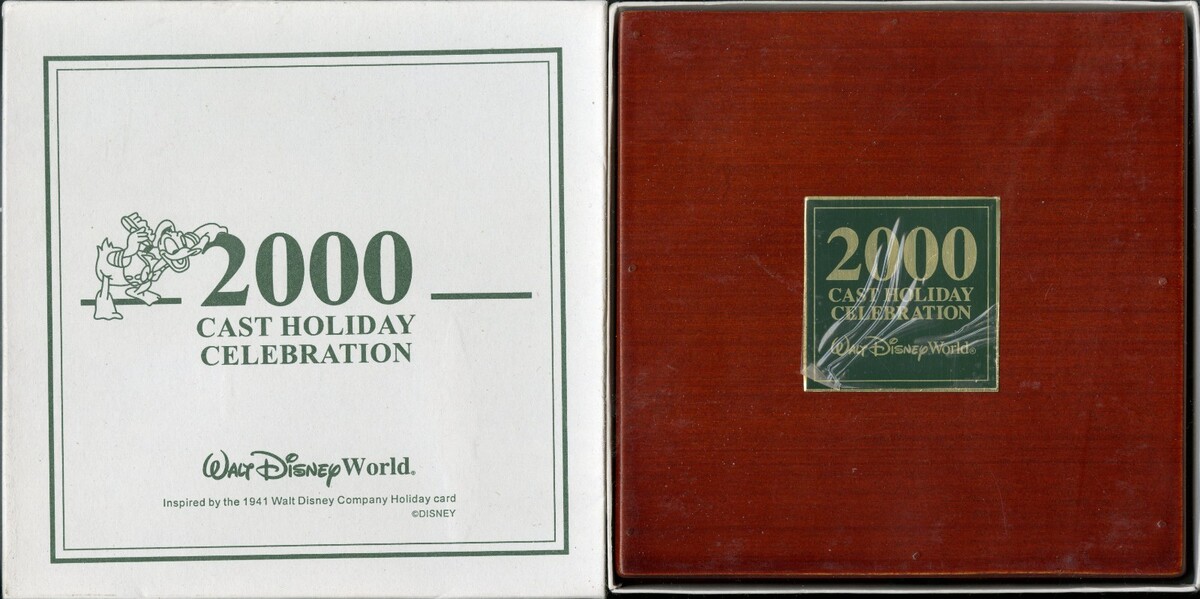 2000
CAST HOLIDAY
CELEBRATION
WALT DISNEY World®
Inspired by the 1941 Walt Disney Company Holiday card
©DISNEY
2000
CAST HOLIDAY
CELEBRATION
WALT DISNEY World®